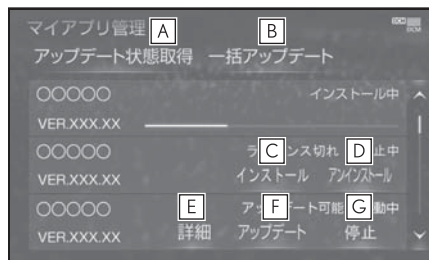 マイアプリ管理
A B
アップデート状態取得 一括アップデート
OOOOO インストール中
VER.XXX.XX
OOOOO ラ C ンス切れ D 止中
VER.XXX.XX インストール アンインストール
OOOOO E ア F デート可能 G 動中
VER.XXX.XX 詳細 アップデート 停止